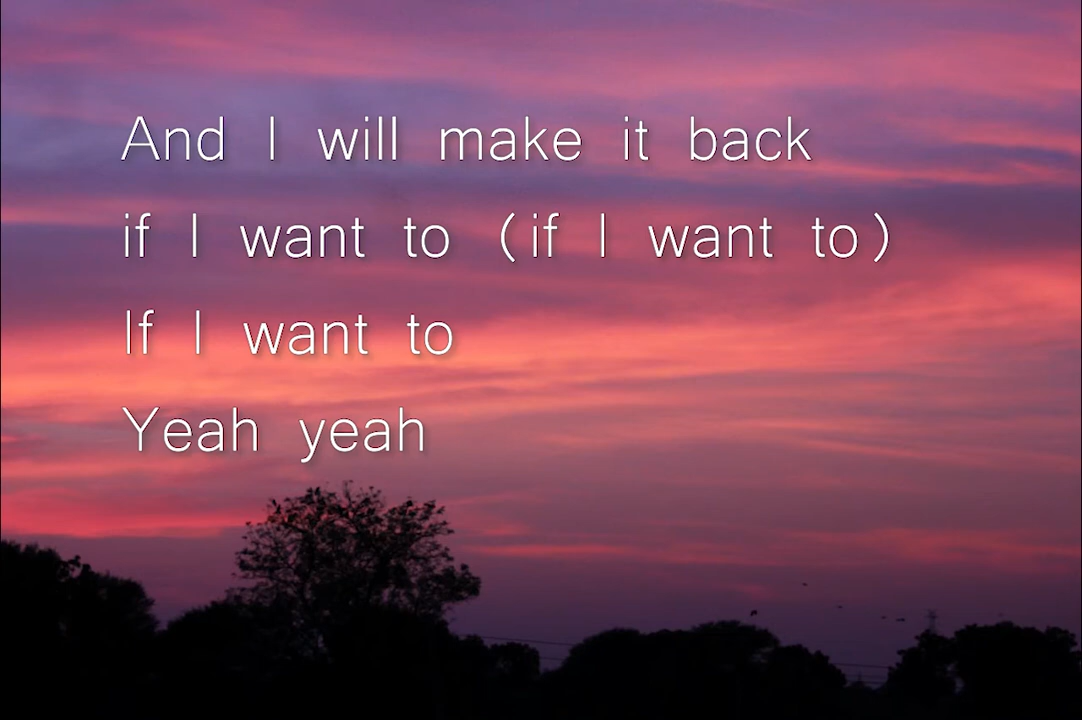 And I will make it back
if I want to (if I want to)
If I want to
Yeah yeah